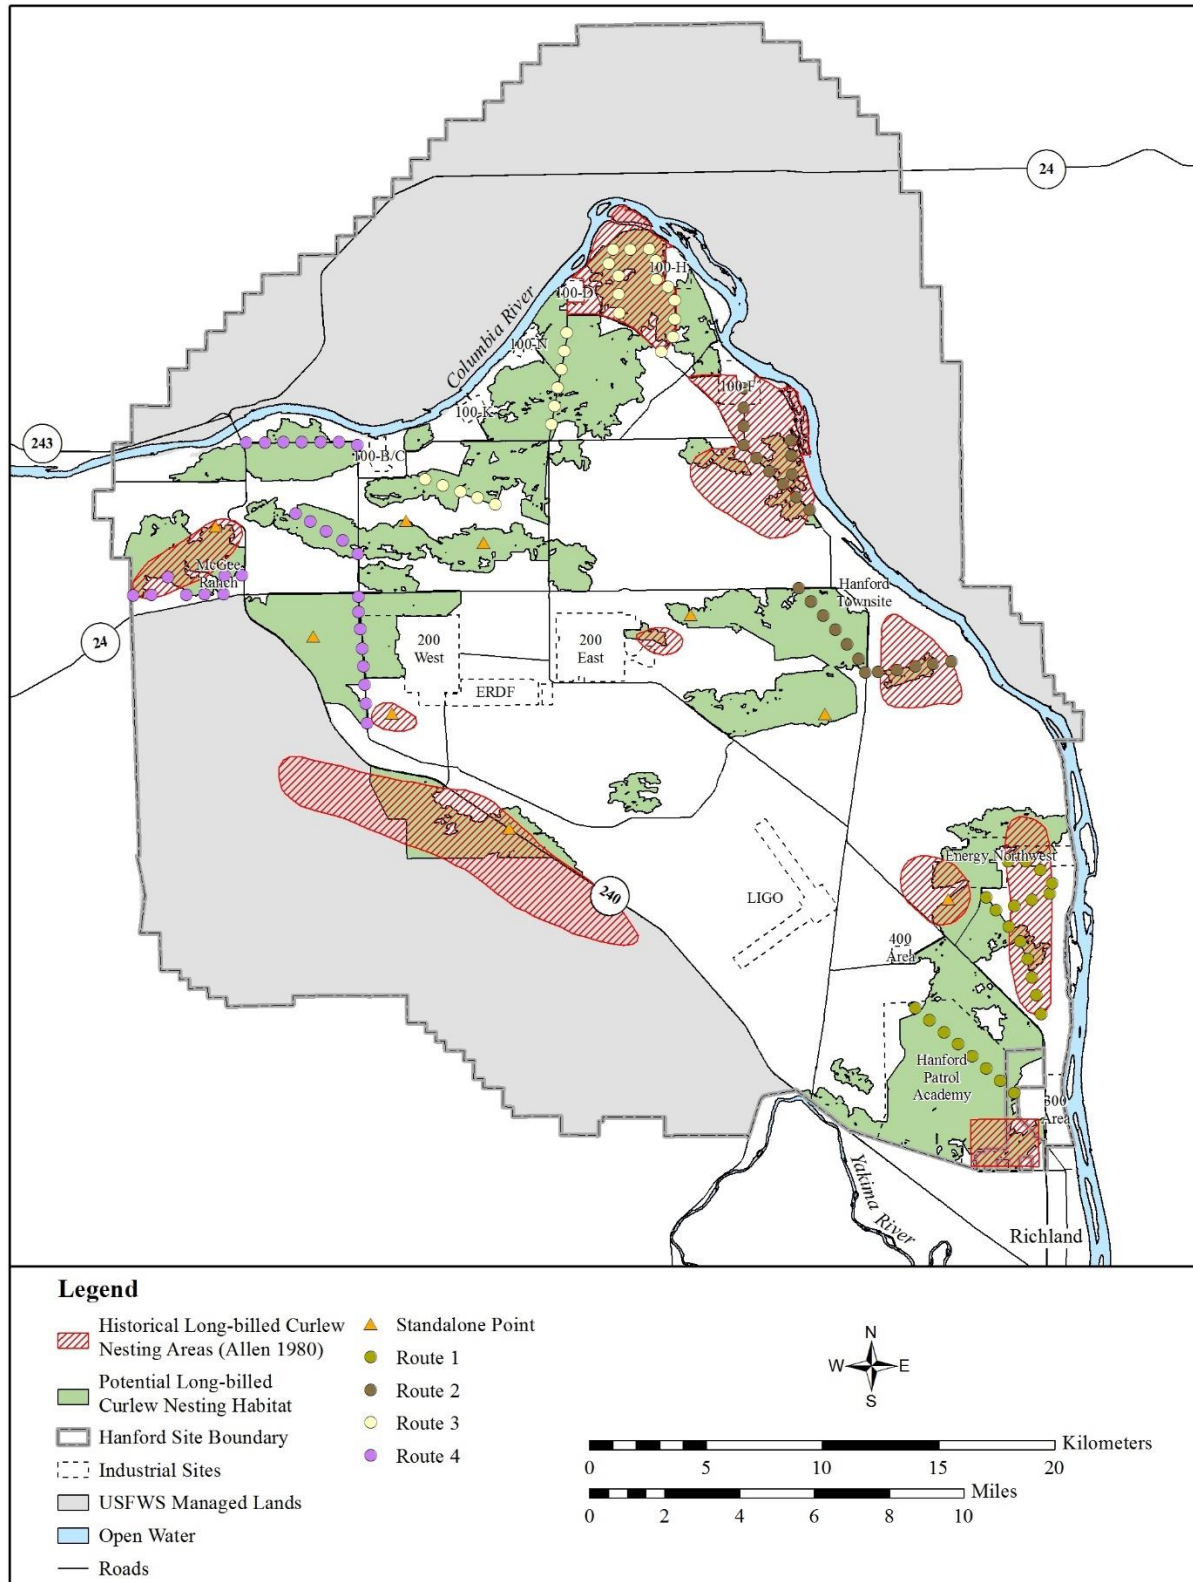 24
100-H
100-D
Columbia River
100-N
100-F
100-K
243
100-B/C
McGee
Ranch
Hanford
Townsite
24
200
West
200
East
ERDF
Energy Northwest
240
LIGO
400
Area
Hanford
Patrol
Academy
300
Area
Yakima River
Richland
Legend
Historical Long-billed Curlew
Nesting Areas (Allen 1980)
Potential Long-billed
Curlew Nesting Habitat
Hanford Site Boundary
Industrial Sites
USFWS Managed Lands
Open Water
Roads
Standalone Point
Route 1
Route 2
Route 3
Route 4
N
W E
S
Kilometers
0 5 10 15 20
Miles
0 2 4 6 8 10